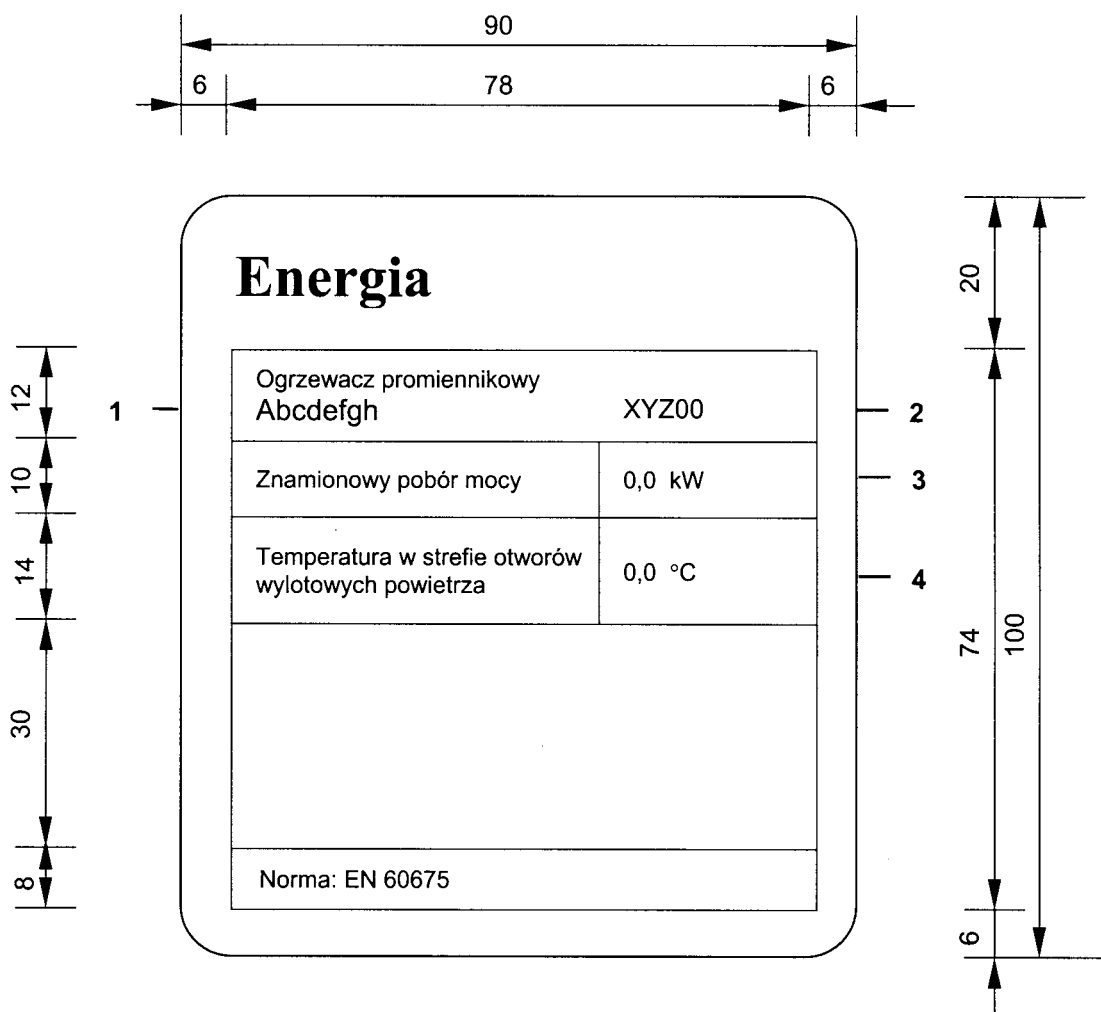 90
6 78 6
Energia
20
12
Ogrzewacz promiennikowy
1 Abcdefgh XYZ00 2
10
Znamionowy pobór mocy 0,0 kW 3
14
Temperatura w strefie otworów
wylotowych powietrza 0,0 °C 4
74
100
30
8
Norma: EN 60675
6